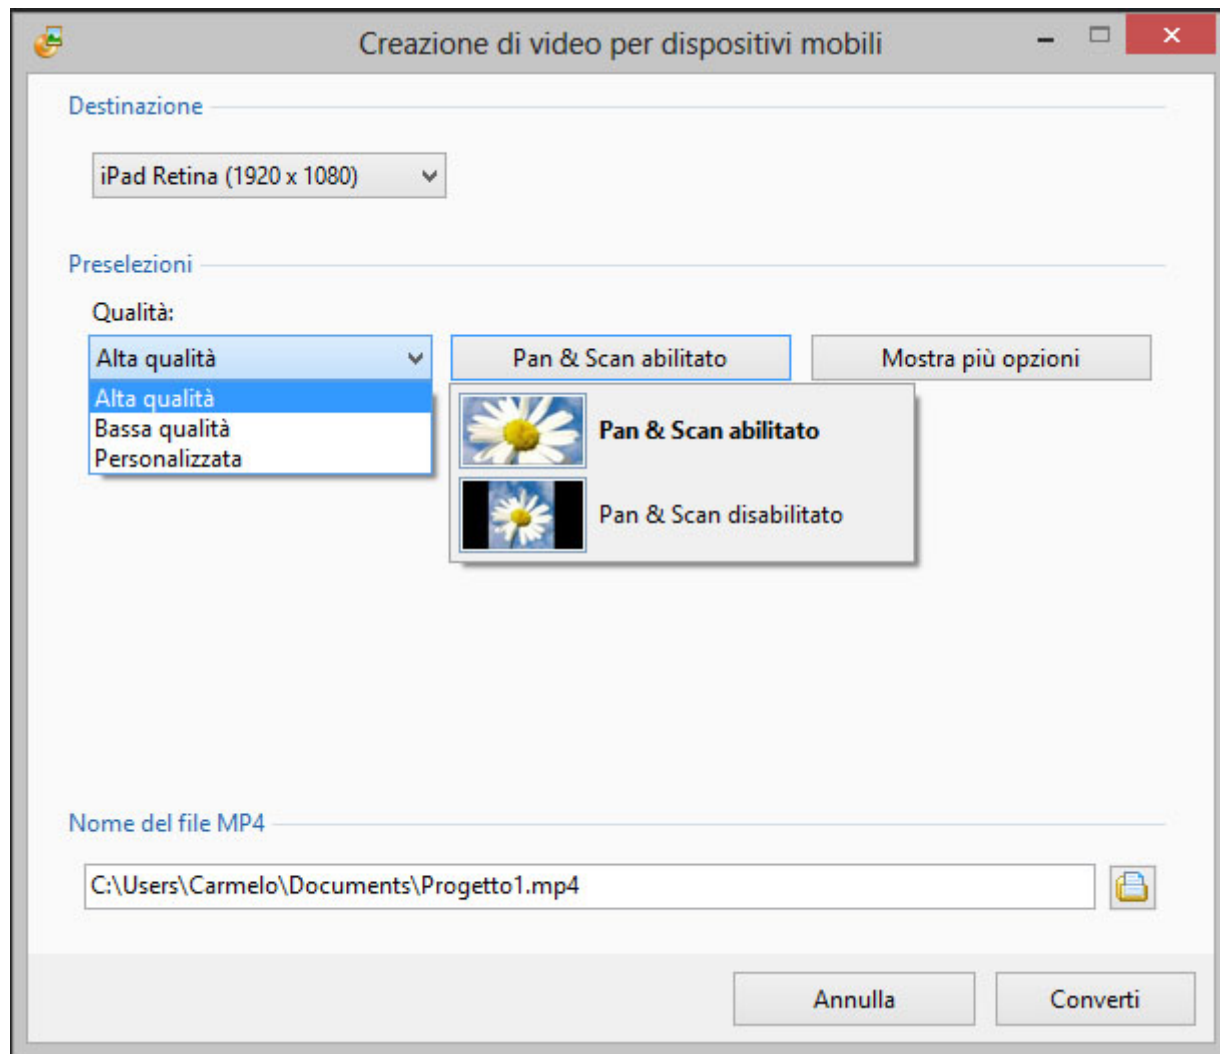 Creazione di video per dispositivi mobili
Destinazione
iPad Retina (1920 x 1080)
Preselezioni
Qualità:
Alta qualità
Pan & Scan abilitato
Mostra più opzioni
Alta qualità
Bassa qualità
Personalizzata
Pan & Scan abilitato
Pan & Scan disabilitato
Nome del file MP4
C:\Users\Carmelo\Documents\Progetto1.mp4
Annulla
Converti